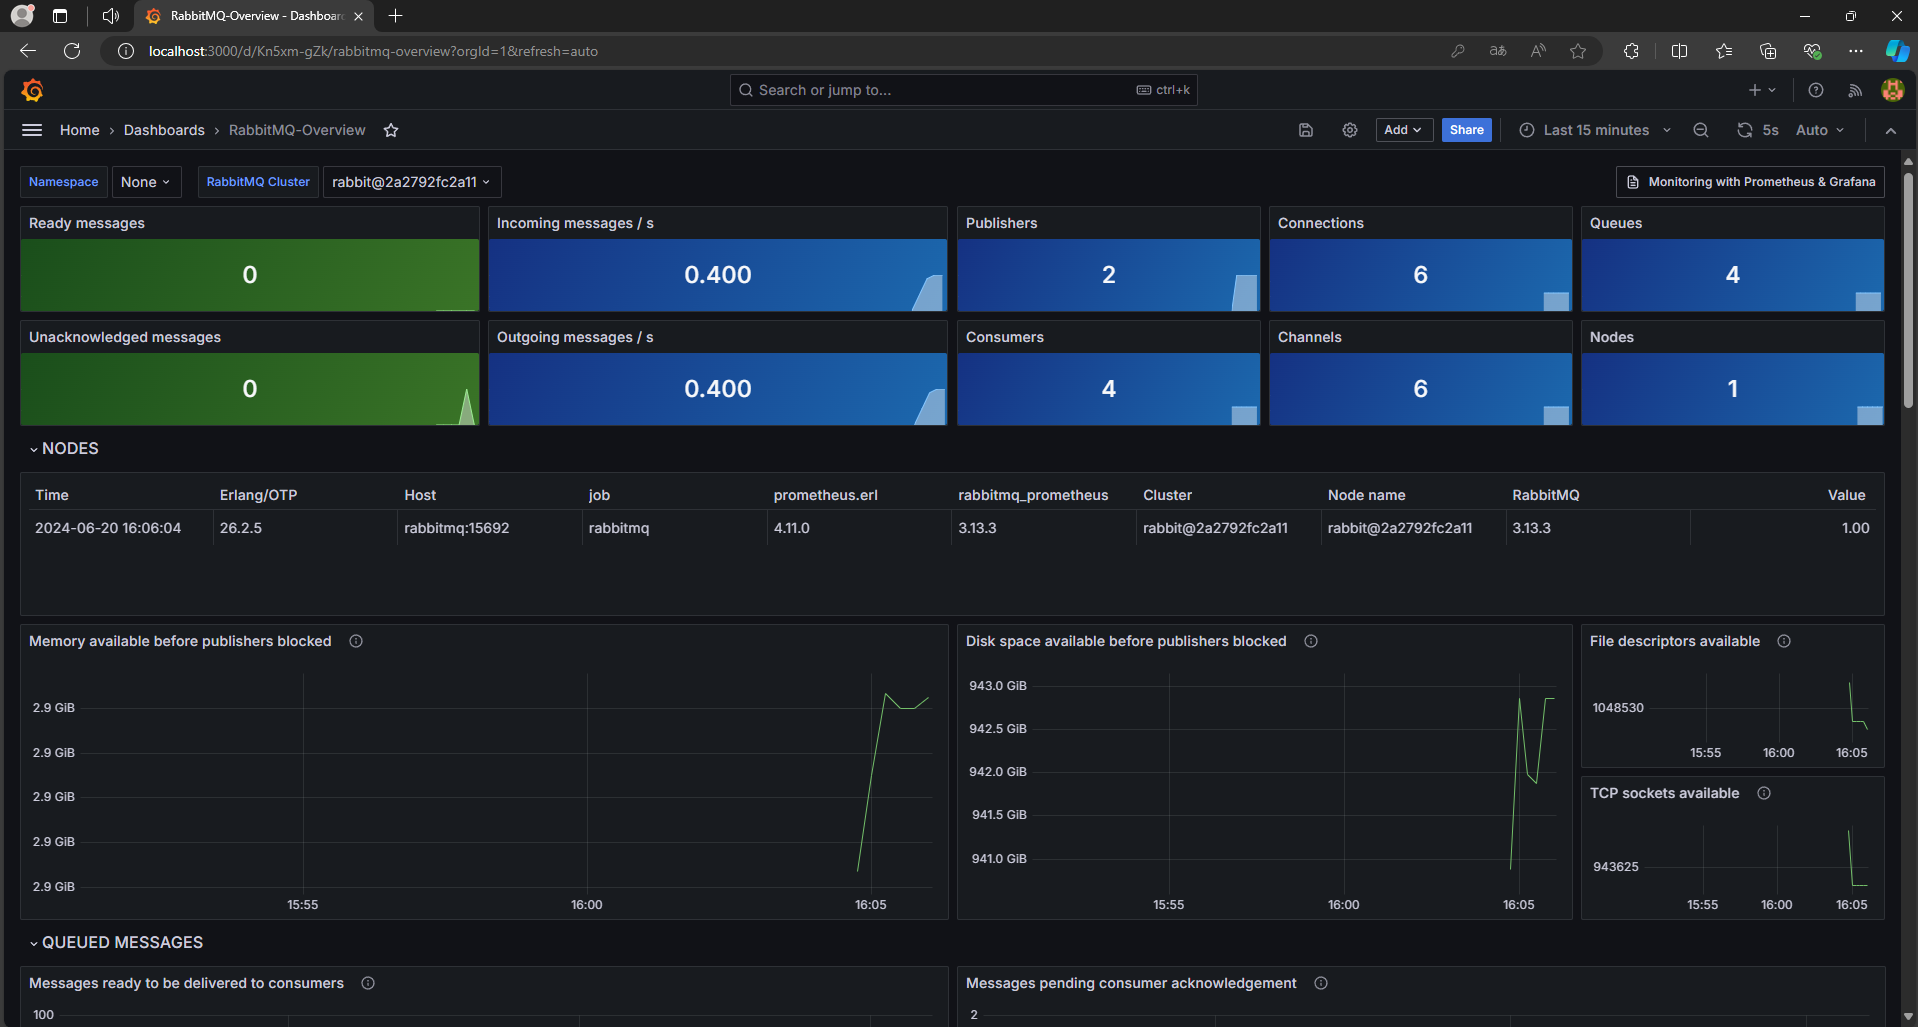 RabbitMQ-Overview - Dashboar
localhost:3000/d/Kn5xm-gZk/rabbitmq-overview?orgId=1&refresh=auto
Search or jump to... ctrl+k
Home › Dashboards › RabbitMQ-Overview
Add Share Last 15 minutes 5s Auto
Namespace None RabbitMQ Cluster rabbit@2a2792fc2a11 Monitoring with Prometheus & Grafana
Ready messages Incoming messages / s Publishers Connections Queues
0 0.400 2 6 4
Unacknowledged messages Outgoing messages / s Consumers Channels Nodes
0 0.400 4 6 1
NODES
Time Erlang/OTP Host job prometheus.erl rabbitmq_prometheus Cluster Node name RabbitMQ Value
2024-06-20 16:06:04 26.2.5 rabbitmq:15692 rabbitmq 4.11.0 3.13.3 rabbit@2a2792fc2a11 rabbit@2a2792fc2a11 3.13.3 1.00
Memory available before publishers blocked
2.9 GiB
2.9 GiB
2.9 GiB
2.9 GiB
2.9 GiB
15:55 16:00 16:05
Disk space available before publishers blocked
943.0 GiB
942.5 GiB
942.0 GiB
941.5 GiB
941.0 GiB
15:55 16:00 16:05
File descriptors available
1048530
15:55 16:00 16:05
TCP sockets available
943625
15:55 16:00 16:05
QUEUED MESSAGES
Messages ready to be delivered to consumers
100
Messages pending consumer acknowledgement
2